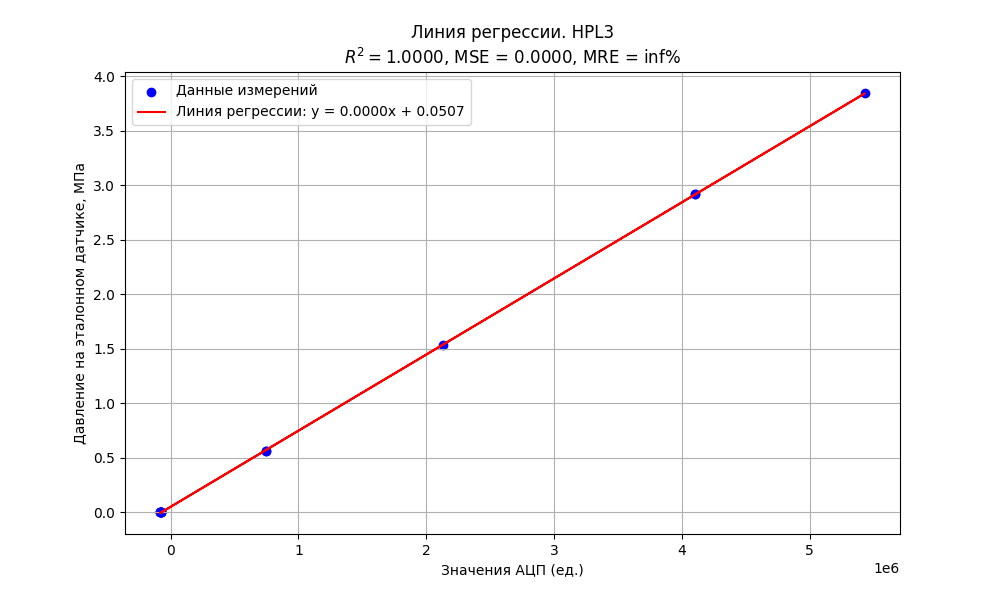 Линия регрессии. HPL3
R² = 1.0000, MSE = 0.0000, MRE = inf%
Данные измерений
Линия регрессии: y = 0.0000x + 0.0507
Давление на эталонном датчике, МПа
4.0
3.5
3.0
2.5
2.0
1.5
1.0
0.5
0.0
0 1 2 3 4 5
1e6
Значения АЦП (ед.)